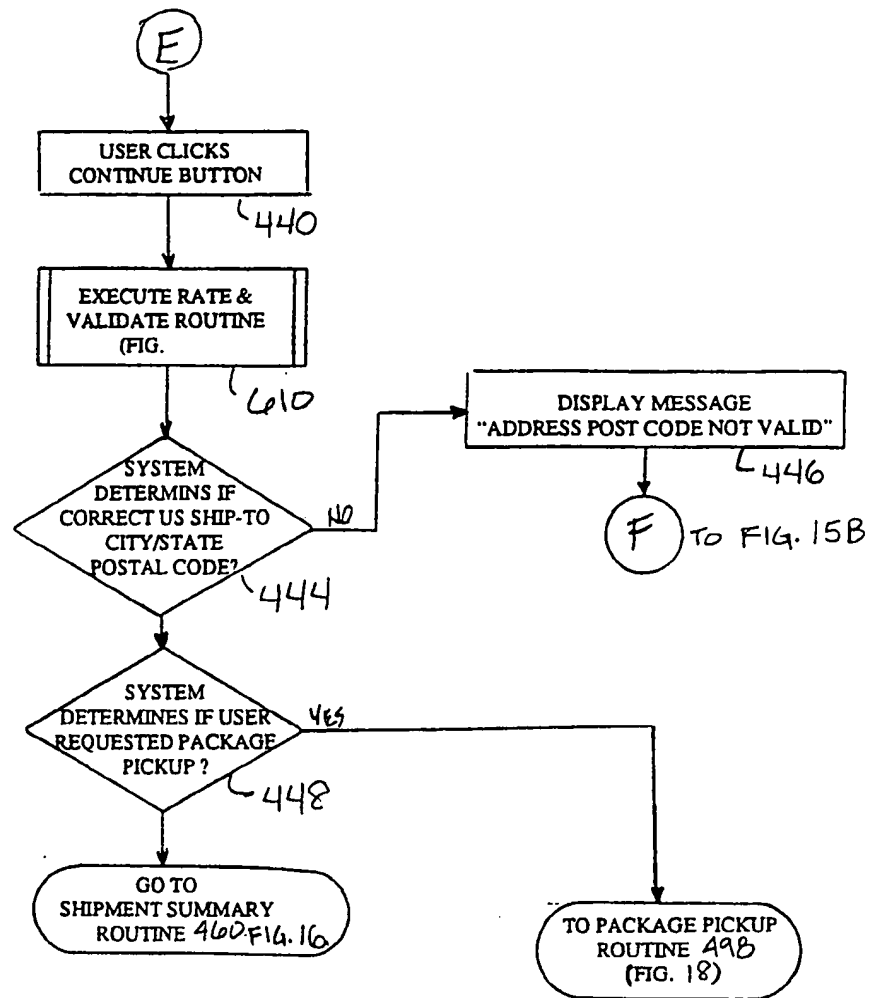 E
USER CLICKS
CONTINUE BUTTON
440
EXECUTE RATE &
VALIDATE ROUTINE
(FIG.
610
DISPLAY MESSAGE
"ADDRESS POST CODE NOT VALID"
446
F TO FIG. 15B
SYSTEM
DETERMINS IF
CORRECT US SHIP-TO
CITY/STATE
POSTAL CODE?
NO
444
SYSTEM
DETERMINES IF USER
REQUESTED PACKAGE
PICKUP ?
YES
448
GO TO
SHIPMENT SUMMARY
ROUTINE 460 FIG. 16
TO PACKAGE PICKUP
ROUTINE 498
(FIG. 18)